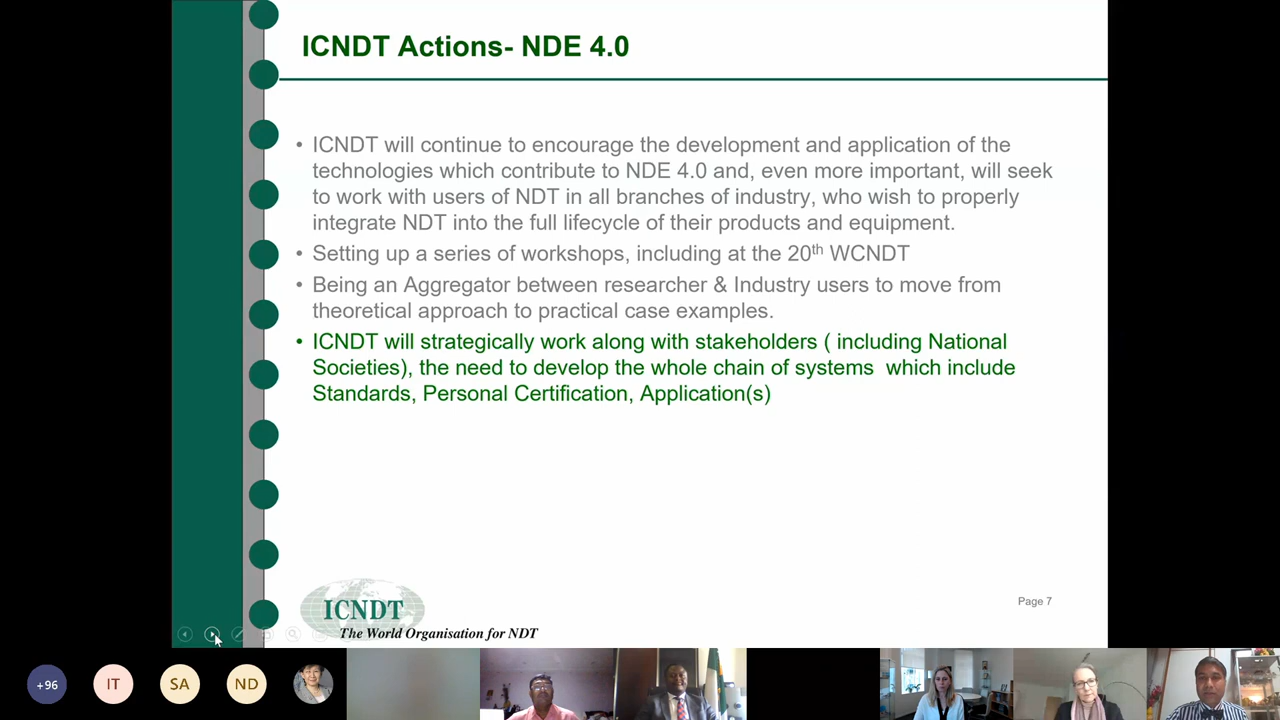 ICNDT Actions- NDE 4.0
• ICNDT will continue to encourage the development and application of the
technologies which contribute to NDE 4.0 and, even more important, will seek
to work with users of NDT in all branches of industry, who wish to properly
integrate NDT into the full lifecycle of their products and equipment.
• Setting up a series of workshops, including at the 20th WCNDT
• Being an Aggregator between researcher & Industry users to move from
theoretical approach to practical case examples.
• ICNDT will strategically work along with stakeholders ( including National
Societies), the need to develop the whole chain of systems which include
Standards, Personal Certification, Application(s)
Page 7
ICNDT
The World Organisation for NDT
+96
IT
SA
ND